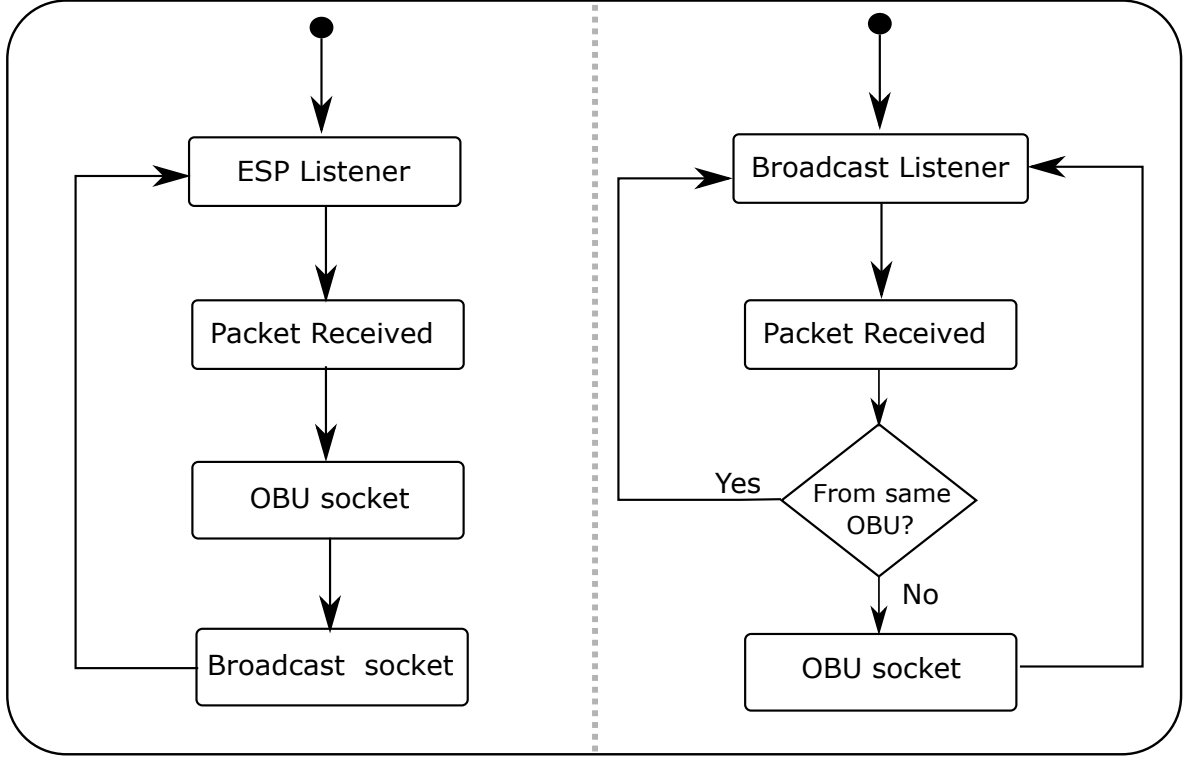 ESP Listener
Packet Received
OBU socket
Broadcast socket
Broadcast Listener
Packet Received
From same
OBU?
Yes
No
OBU socket